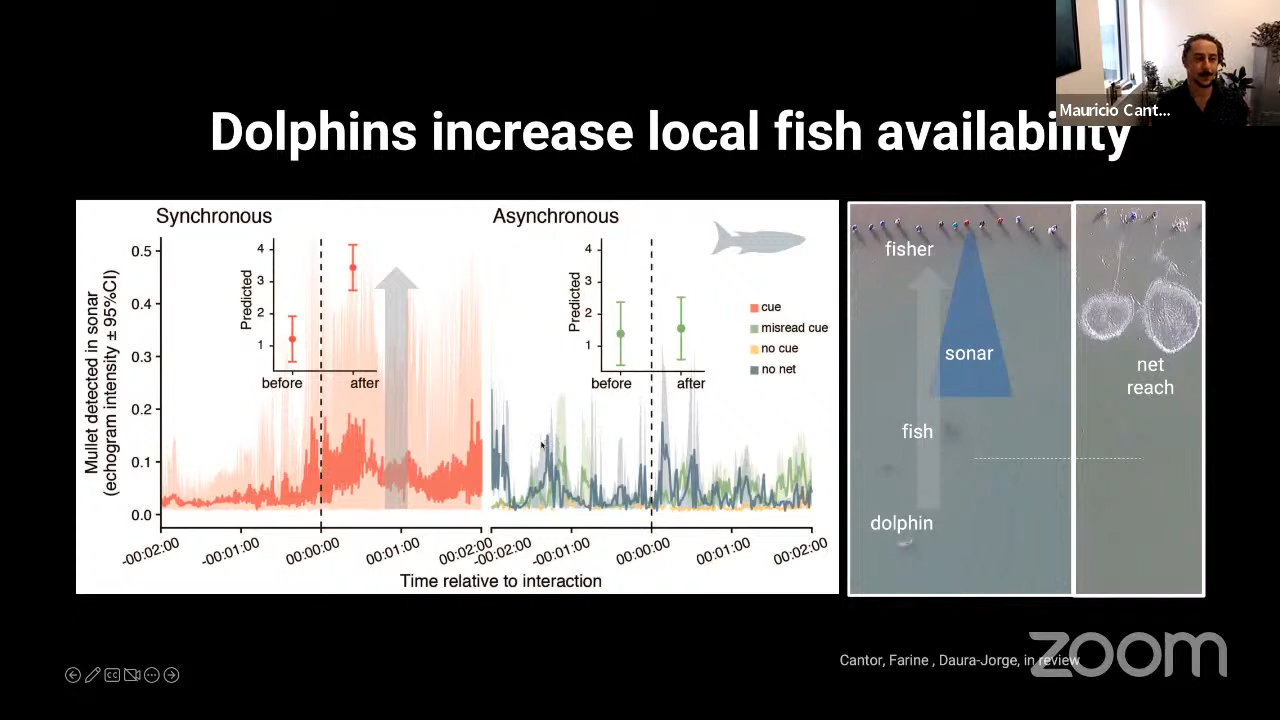 Mauricio Cant...
Dolphins increase local fish availability
Synchronous
Asynchronous
Mullet detected in sonar
(echogram intensity ± 95%CI)
0.5
0.4
0.3
0.2
0.1
0.0
Predicted
4
3
2
1
before
after
Predicted
4
3
2
1
before
after
cue
misread cue
no cue
no net
-00:02:00
-00:01:00
00:00:00
00:01:00
00:02:00
-00:02:00
-00:01:00
00:00:00
00:01:00
00:02:00
Time relative to interaction
fisher
sonar
fish
dolphin
net
reach
Cantor, Farine , Daura-Jorge, in review
zoom
CC